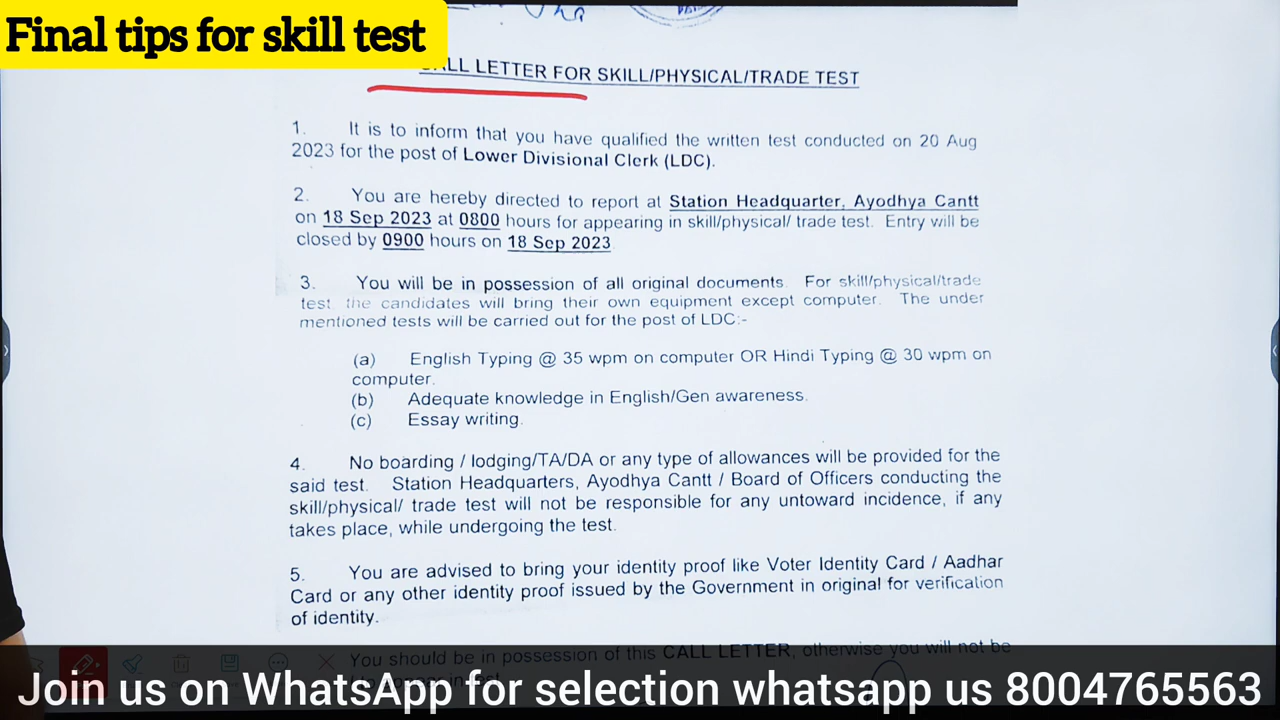 Final tips for skill test
CALL LETTER FOR SKILL/PHYSICAL/TRADE TEST
1. It is to inform that you have qualified the written test conducted on 20 Aug
2023 for the post of Lower Divisional Clerk (LDC).
2. You are hereby directed to report at Station Headquarter, Ayodhya Cantt
on 18 Sep 2023 at 0800 hours for appearing in skill/physical/ trade test. Entry will be
closed by 0900 hours on 18 Sep 2023
3. You will be in possession of all original documents. For skill/physical/trade
test the candidates will bring their own equipment except computer. The under
mentioned tests will be carried out for the post of LDC:-
(a) English Typing @ 35 wpm on computer OR Hindi Typing @ 30 wpm on
computer.
(b) Adequate knowledge in English/Gen awareness.
(c) Essay writing.
4. No boarding / lodging/TA/DA or any type of allowances will be provided for the
said test. Station Headquarters, Ayodhya Cantt / Board of Officers conducting the
skill/physical/ trade test will not be responsible for any untoward incidence, if any
takes place, while undergoing the test.
5. You are advised to bring your identity proof like Voter Identity Card / Aadhar
Card or any other identity proof issued by the Government in original for verification
of identity.
You should be in possession of this CALL LETTER, otherwise you will not be
Join us on WhatsApp for selection whatsapp us 8004765563